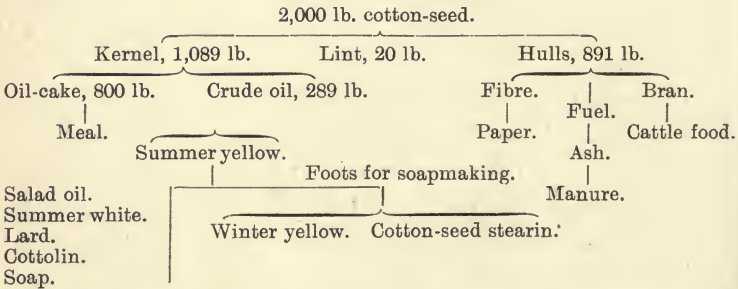 2,000 lb. cotton-seed.
Kernel, 1,089 lb. Lint, 20 lb. Hulls, 891 lb.
Oil-cake, 800 lb. Crude oil, 289 lb. Fibre. Fuel. Bran.
Meal. Paper. Ash. Cattle food.
Summer yellow. Manure.
Foots for soapmaking.
Salad oil.
Summer white.
Lard.
Cottolin.
Soap.
Winter yellow. Cotton-seed stearin.